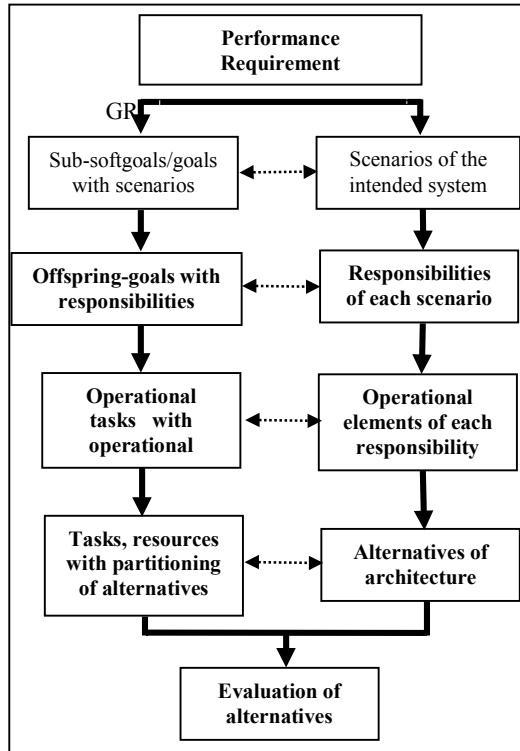 Performance
Requirement
GR
Sub-softgoals/goals
with scenarios
Scenarios of the
intended system
Offspring-goals with
responsibilities
Responsibilities
of each scenario
Operational
tasks with
operational
Operational
elements of each
responsibility
Tasks, resources
with partitioning
of alternatives
Alternatives of
architecture
Evaluation of
alternatives